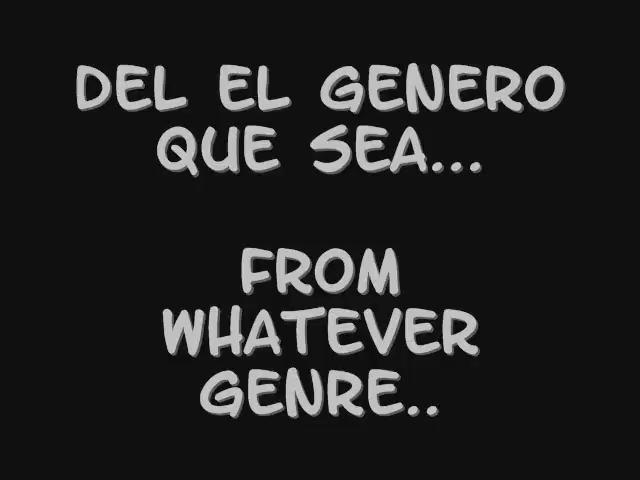 DEL EL GENERO
QUE SEA...
FROM
WHATEVER
GENRE..